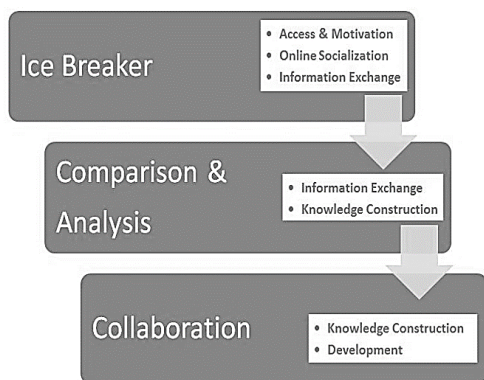 Ice Breaker
• Access & Motivation
• Online Socialization
• Information Exchange
Comparison &
Analysis
• Information Exchange
• Knowledge Construction
Collaboration
• Knowledge Construction
• Development